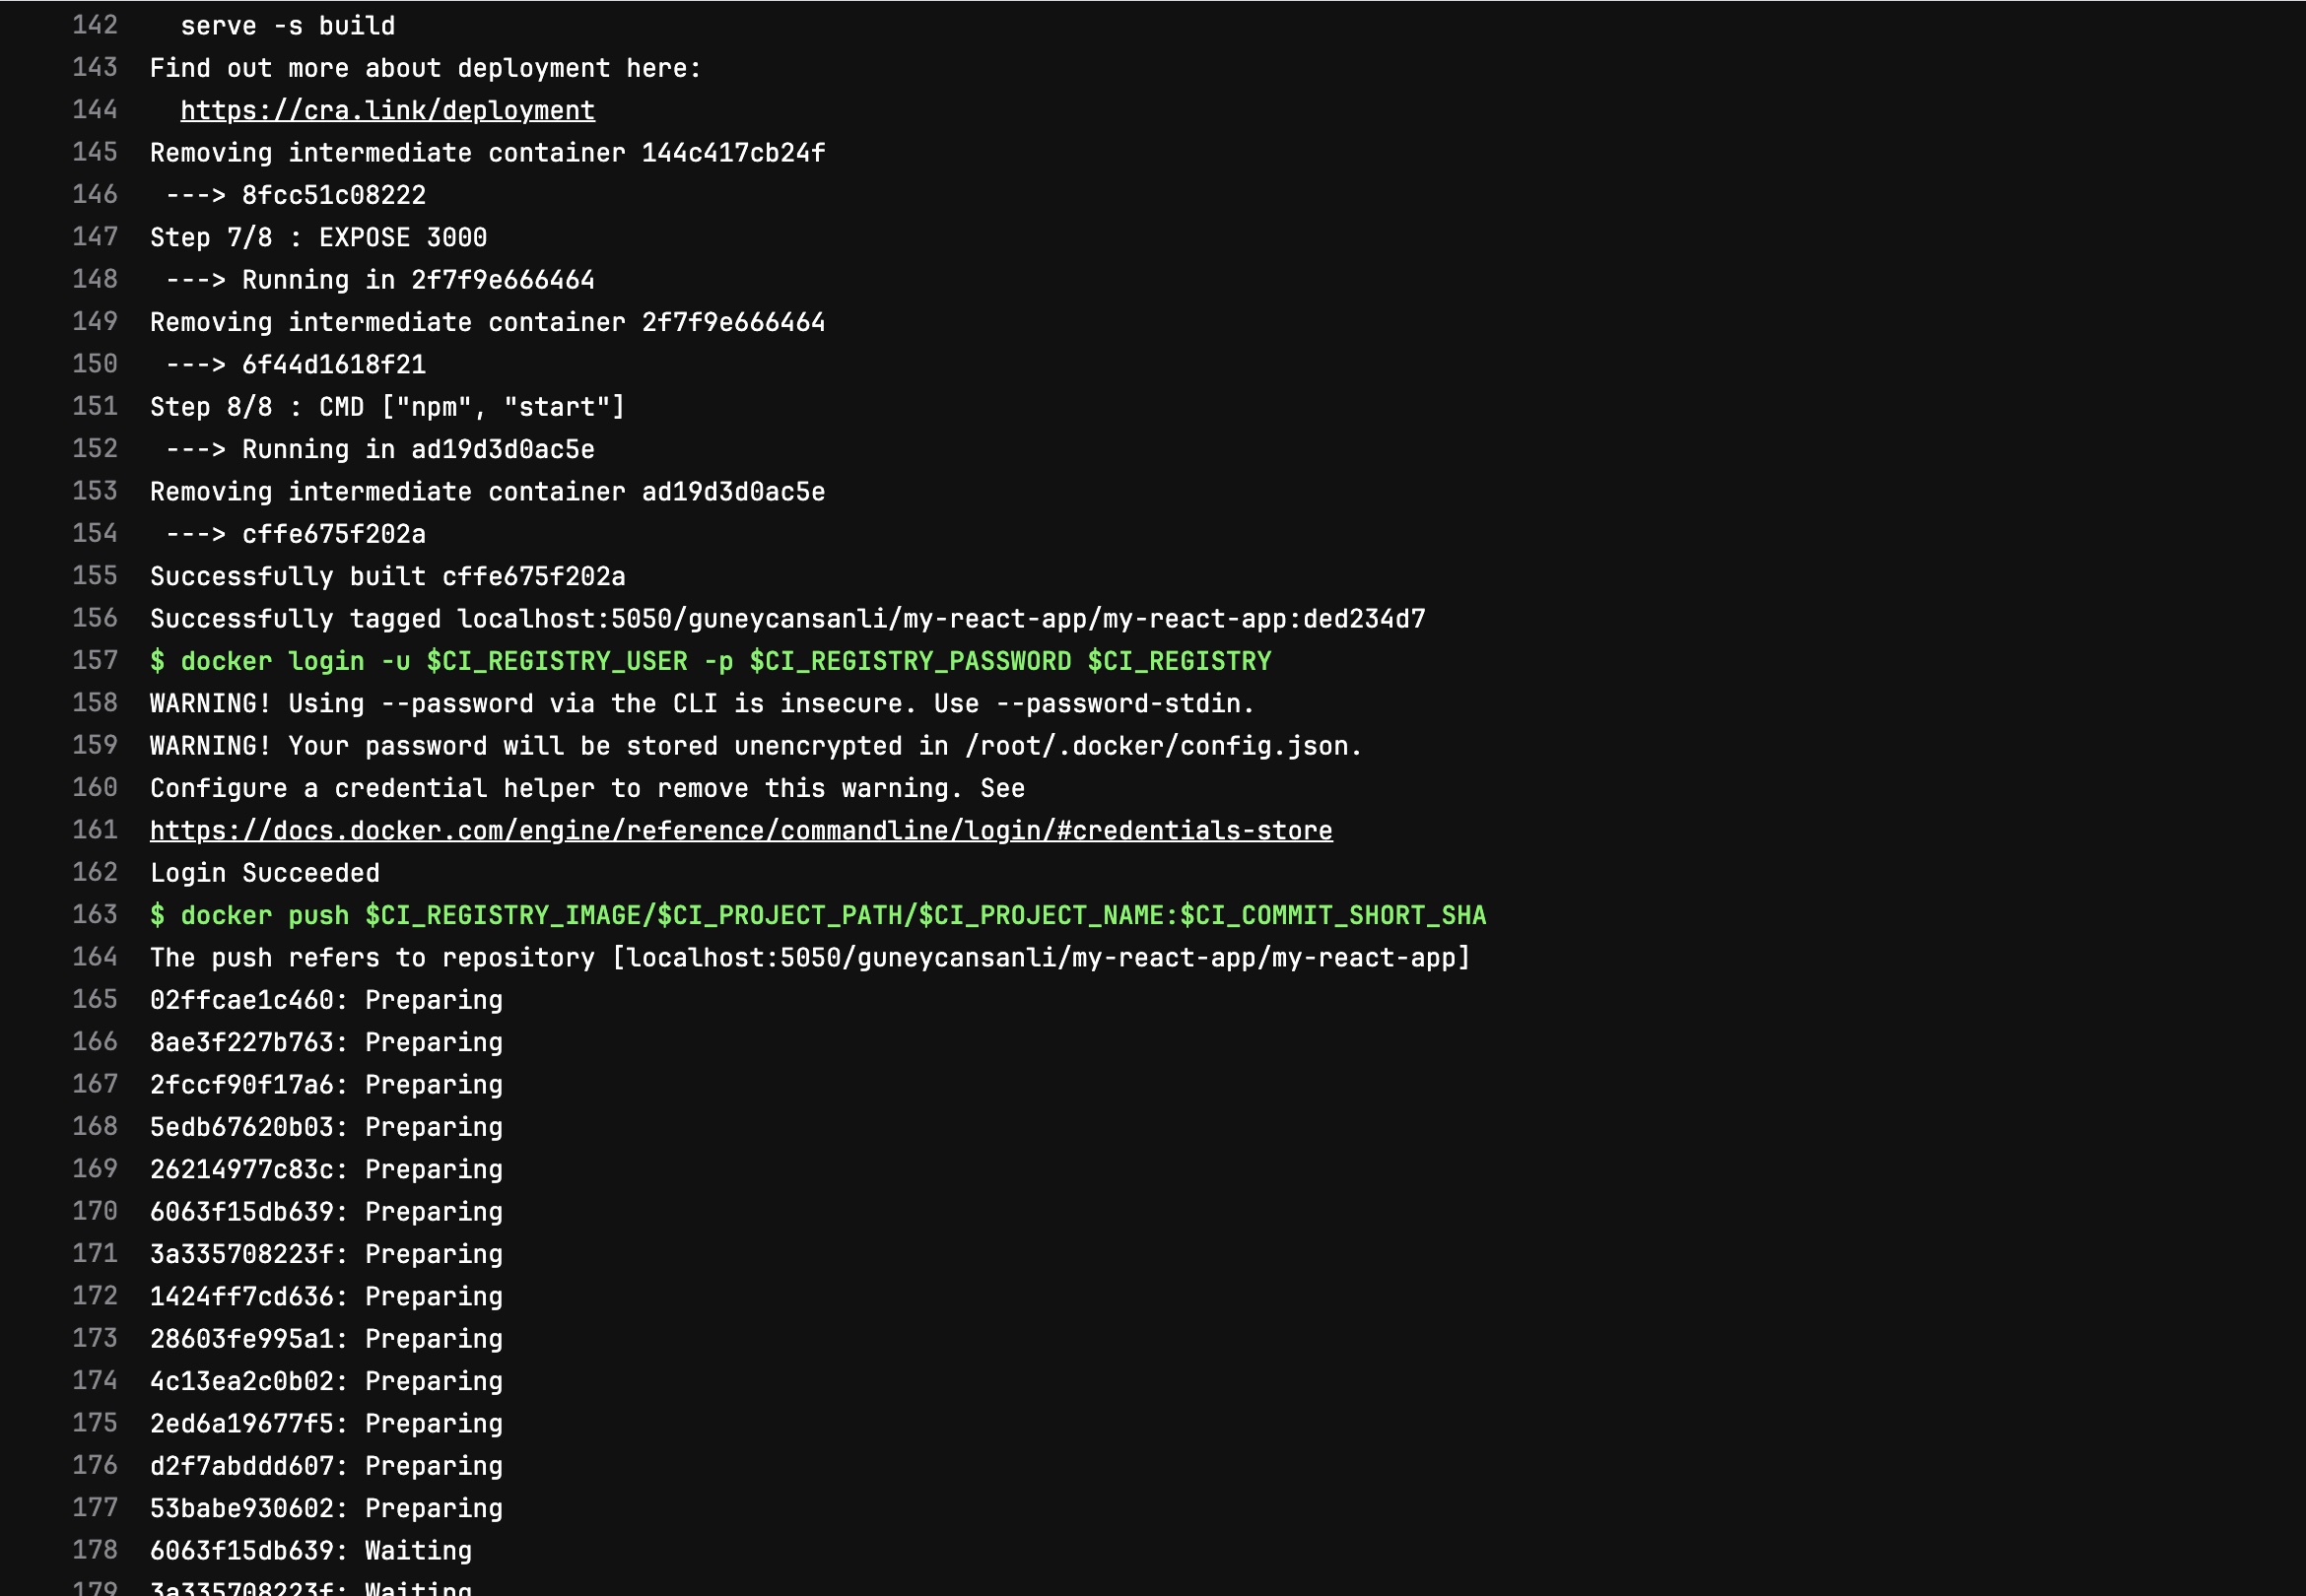 142 serve -s build
143 Find out more about deployment here:
144 https://cra.link/deployment
145 Removing intermediate container 144c417cb24f
146 ---> 8fcc51c08222
147 Step 7/8 : EXPOSE 3000
148 ---> Running in 2f7f9e666464
149 Removing intermediate container 2f7f9e666464
150 ---> 6f44d1618f21
151 Step 8/8 : CMD ["npm", "start"]
152 ---> Running in ad19d3d0ac5e
153 Removing intermediate container ad19d3d0ac5e
154 ---> cffe675f202a
155 Successfully built cffe675f202a
156 Successfully tagged localhost:5050/guneycansanli/my-react-app/my-react-app:ded234d7
157 $ docker login -u $CI_REGISTRY_USER -p $CI_REGISTRY_PASSWORD $CI_REGISTRY
158 WARNING! Using --password via the CLI is insecure. Use --password-stdin.
159 WARNING! Your password will be stored unencrypted in /root/.docker/config.json.
160 Configure a credential helper to remove this warning. See
161 https://docs.docker.com/engine/reference/commandline/login/#credentials-store
162 Login Succeeded
163 $ docker push $CI_REGISTRY_IMAGE/$CI_PROJECT_PATH/$CI_PROJECT_NAME:$CI_COMMIT_SHORT_SHA
164 The push refers to repository [localhost:5050/guneycansanli/my-react-app/my-react-app]
165 02ffcae1c460: Preparing
166 8ae3f227b763: Preparing
167 2fccf90f17a6: Preparing
168 5edb67620b03: Preparing
169 26214977c83c: Preparing
170 6063f15db639: Preparing
171 3a335708223f: Preparing
172 1424ff7cd636: Preparing
173 28603fe995a1: Preparing
174 4c13ea2c0b02: Preparing
175 2ed6a19677f5: Preparing
176 d2f7abddd607: Preparing
177 53babe930602: Preparing
178 6063f15db639: Waiting
179 3a335708223f: Waiting